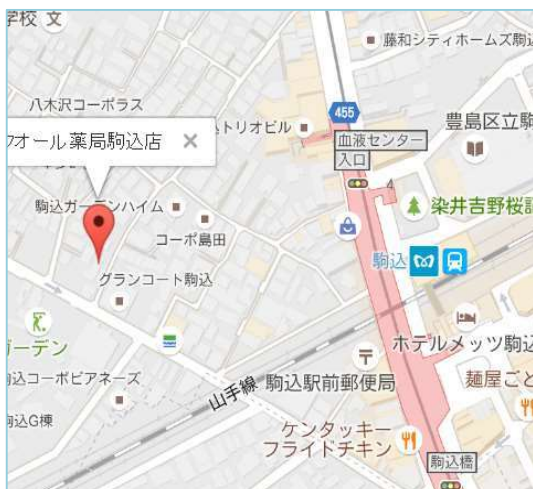 学校
藤和シティホームズ駒込
455
八木沢コーポラス
トリオビル
血液センター
入口
豊島区立駒
クオール薬局駒込店
4
駒込ガーデンハイム
染井吉野桜記
コーポ島田
駒込
グランコート駒込
ガーデン
ホテルメッツ駒込
山手線
駒込駅前郵便局
込コーポビアネーズ
麺屋ごと
駒込G棟
ケンタッキー
フライドチキン
駒込橋